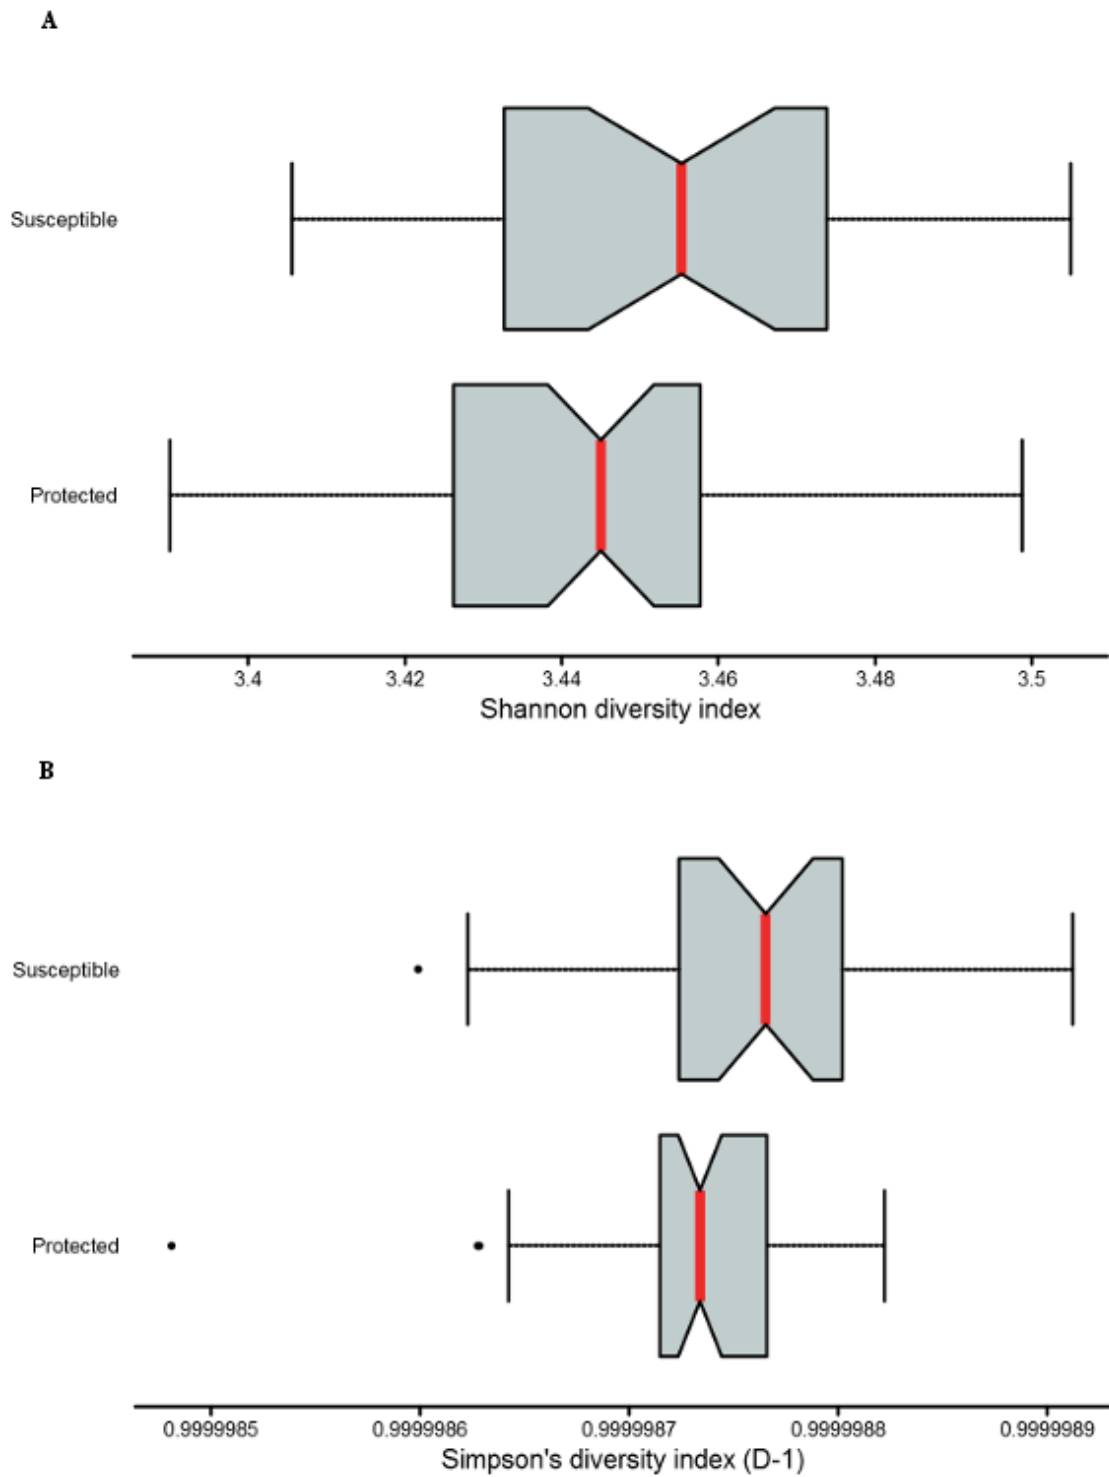 A
Susceptible
Protected
3.4 3.42 3.44 3.46 3.48 3.5
Shannon diversity index
B
Susceptible
Protected
0.9999985 0.9999986 0.9999987 0.9999988 0.9999989
Simpson's diversity index (D-1)